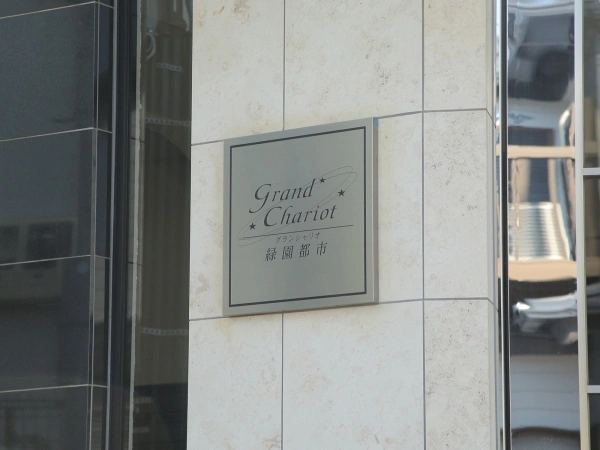 Grand
Chariot
グランシャリオ
緑園都市